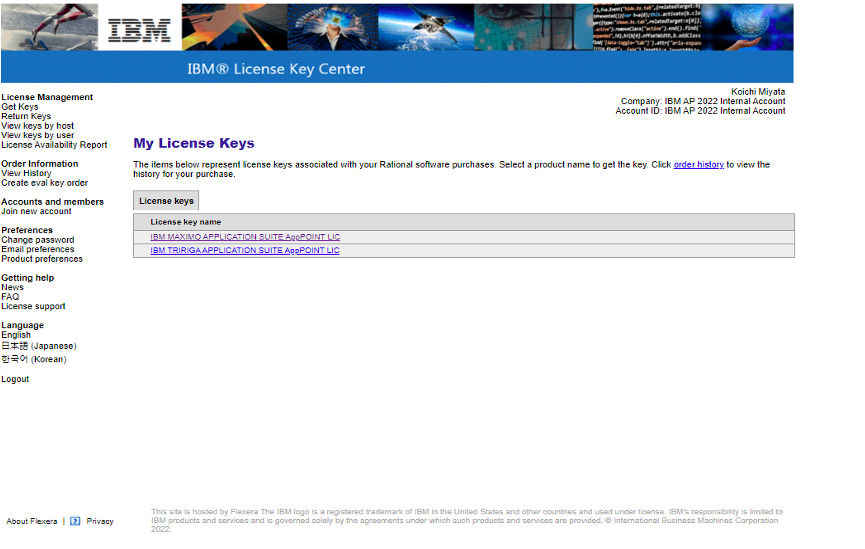 IBM
IBM® License Key Center
Koichi Miyata
Company: IBM AP 2022 Internal Account
Account ID: IBM AP 2022 Internal Account
License Management
Get Keys
Return Keys
View keys by host
View keys by user
License Availability Report
Order Information
View History
Create eval key order
Accounts and members
Join new account
Preferences
Change password
Email preferences
Product preferences
Getting help
News
FAQ
License support
Language
English
日本語 (Japanese)
한국어 (Korean)
Logout
My License Keys
The items below represent license keys associated with your Rational software purchases. Select a product name to get the key. Click order history to view the
history for your purchase.
License keys
License key name
IBM MAXIMO APPLICATION SUITE AppPOINT LIC
IBM TRIRIGA APPLICATION SUITE AppPOINT LIC
About Flexera | ? Privacy
This site is hosted by Flexera The IBM logo is a registered trademark of IBM in the United States and other countries and used under license. IBM's responsibility is limited to
IBM products and services and is governed solely by the agreements under which such products and services are provided. © International Business Machines Corporation
2022.